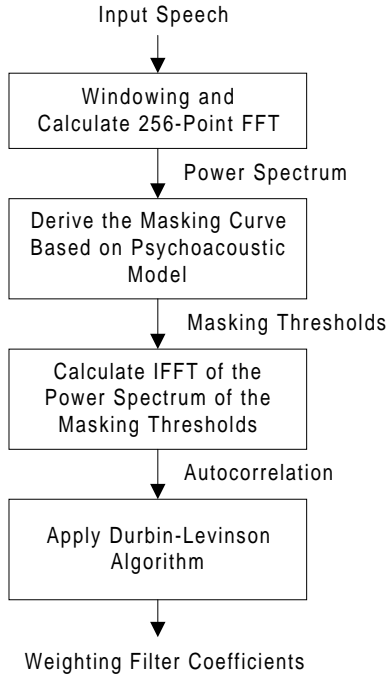 Input Speech
Windowing and
Calculate 256-Point FFT
Power Spectrum
Derive the Masking Curve
Based on Psychoacoustic
Model
Masking Thresholds
Calculate IFFT of the
Power Spectrum of the
Masking Thresholds
Autocorrelation
Apply Durbin-Levinson
Algorithm
Weighting Filter Coefficients